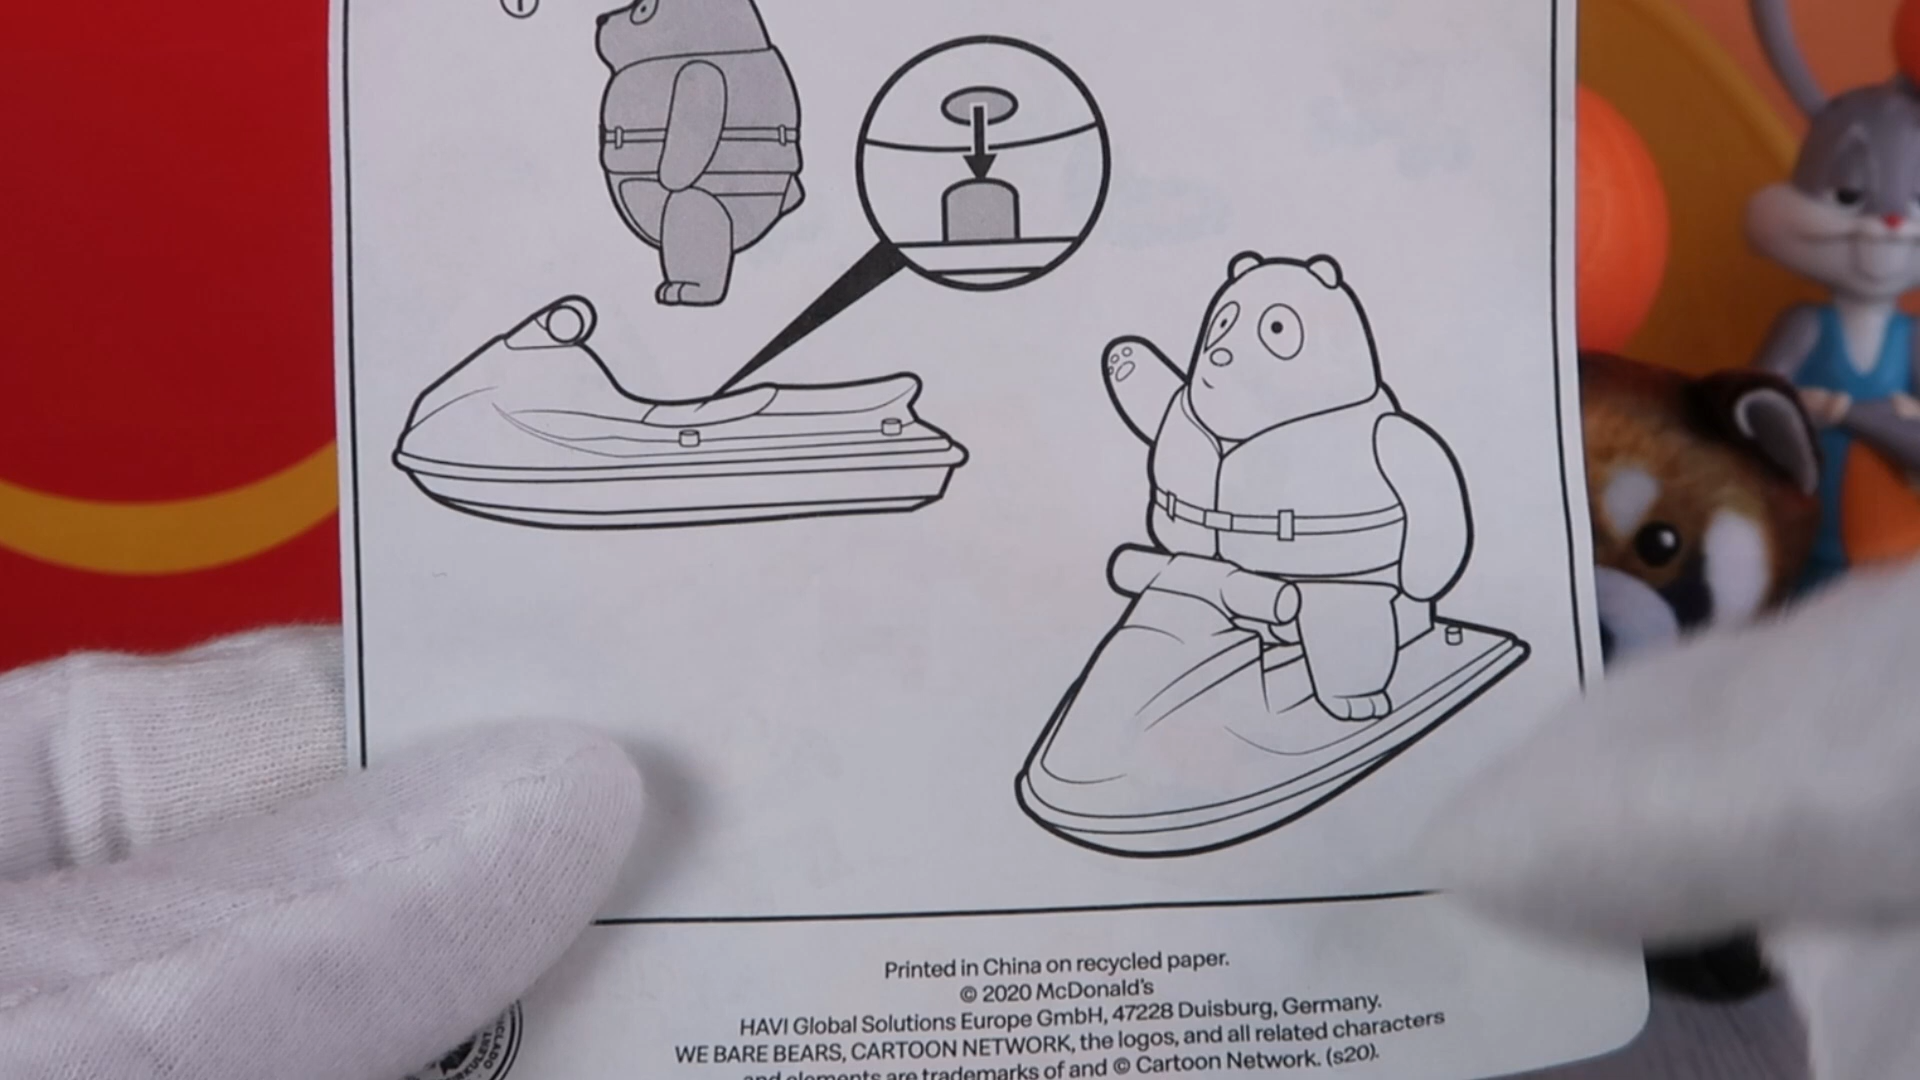 1
Printed in China on recycled paper.
© 2020 McDonald's
HAVI Global Solutions Europe GmbH, 47228 Duisburg, Germany.
WE BARE BEARS, CARTOON NETWORK, the logos, and all related characters
and elements are trademarks of and © Cartoon Network. (s20).